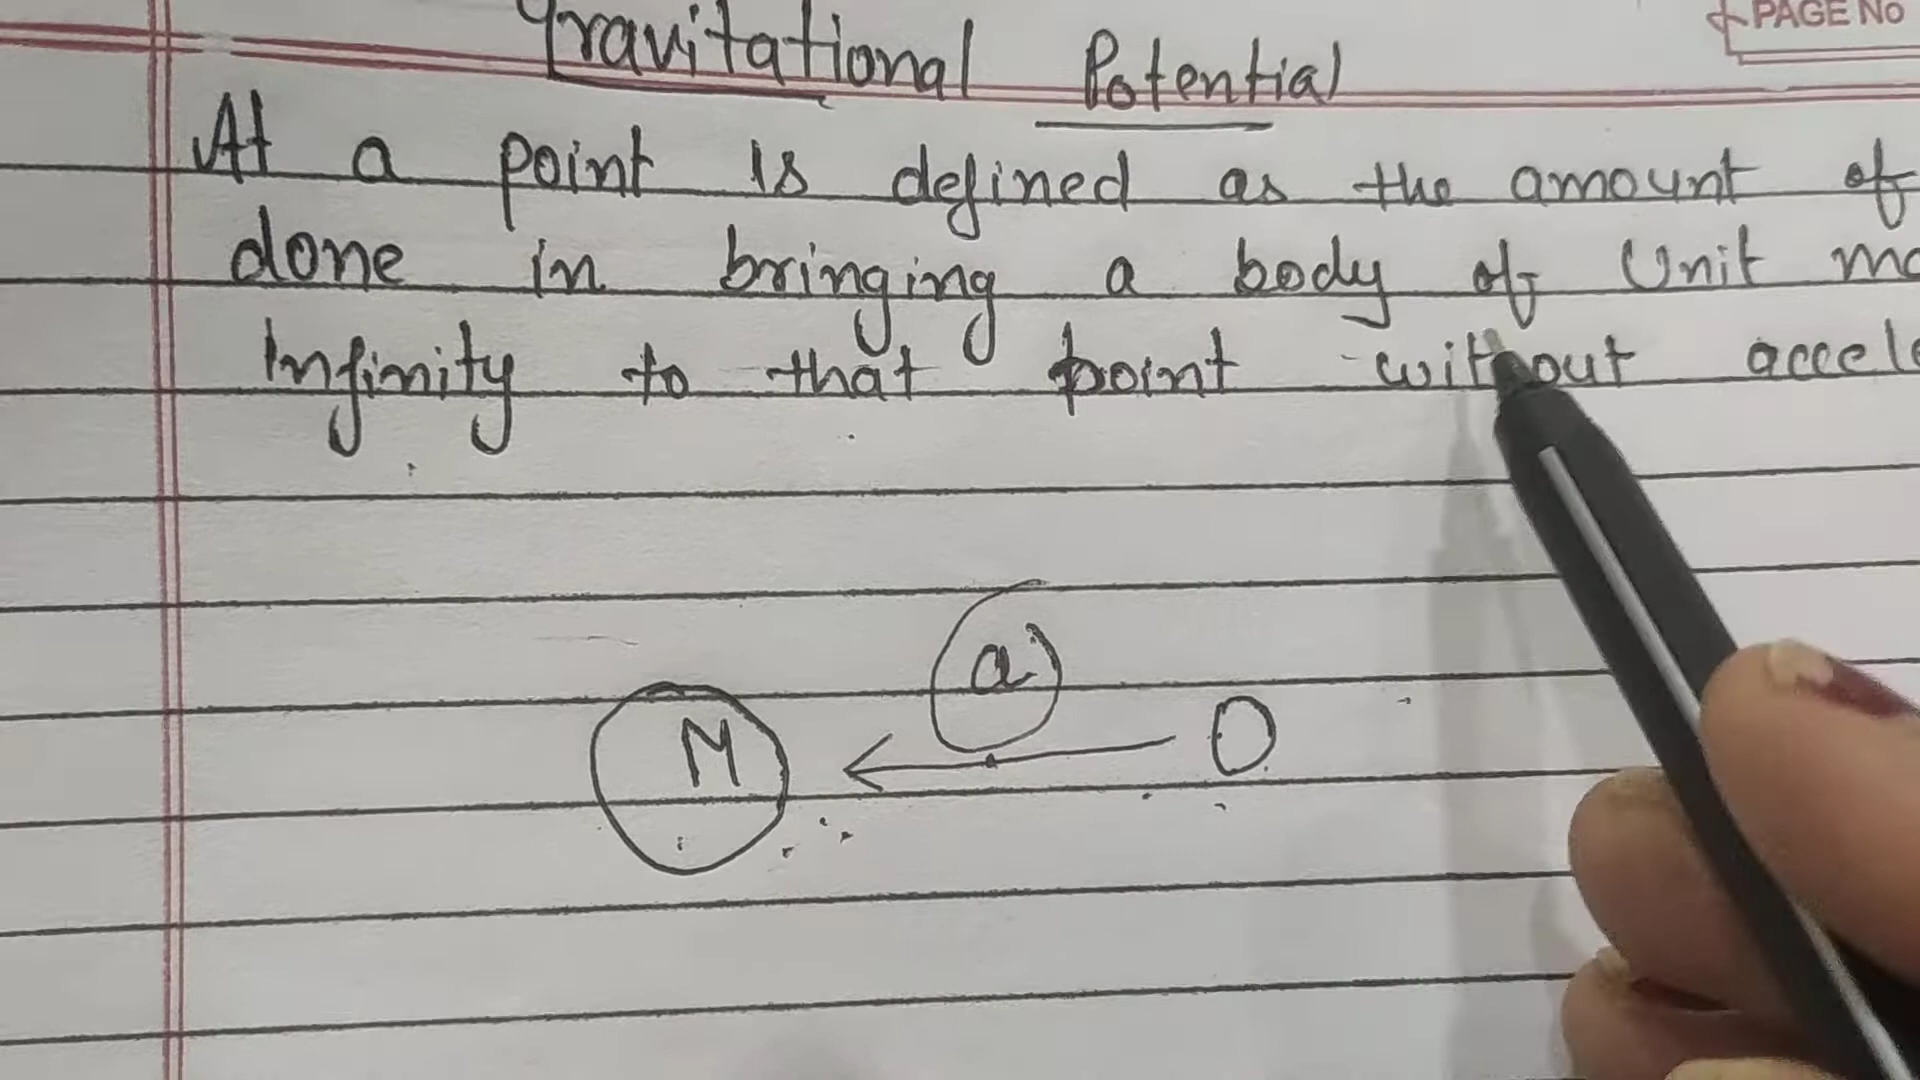 PAGE No
Gravitational Potential
At a point is defined as the amount of
done in bringing a body of Unit
Infinity to that point without
a
M